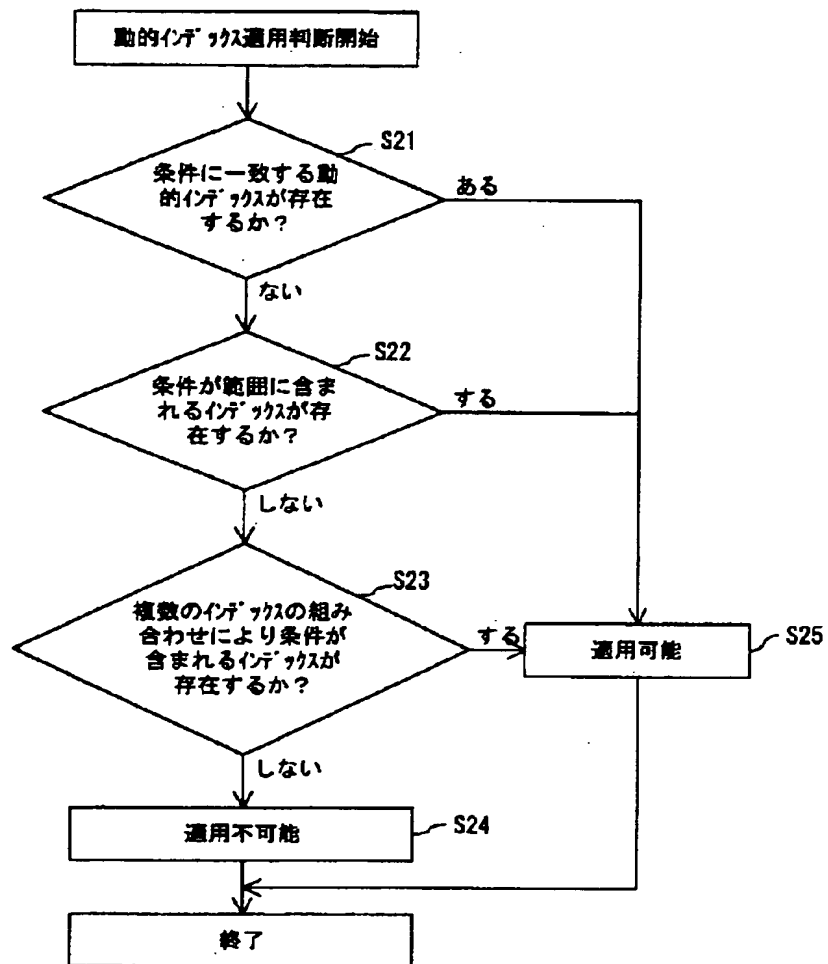 動的ｲﾝﾃﾞｯｸｽ適用判断開始
S21
条件に一致する動
的ｲﾝﾃﾞｯｸｽが存在
するか？
ある
ない
S22
条件が範囲に含ま
れるｲﾝﾃﾞｯｸｽが存
在するか？
する
しない
S23
複数のｲﾝﾃﾞｯｸｽの組み
合わせにより条件が
含まれるｲﾝﾃﾞｯｸｽが
存在するか？
する
適用可能
S25
しない
適用不可能
S24
終了